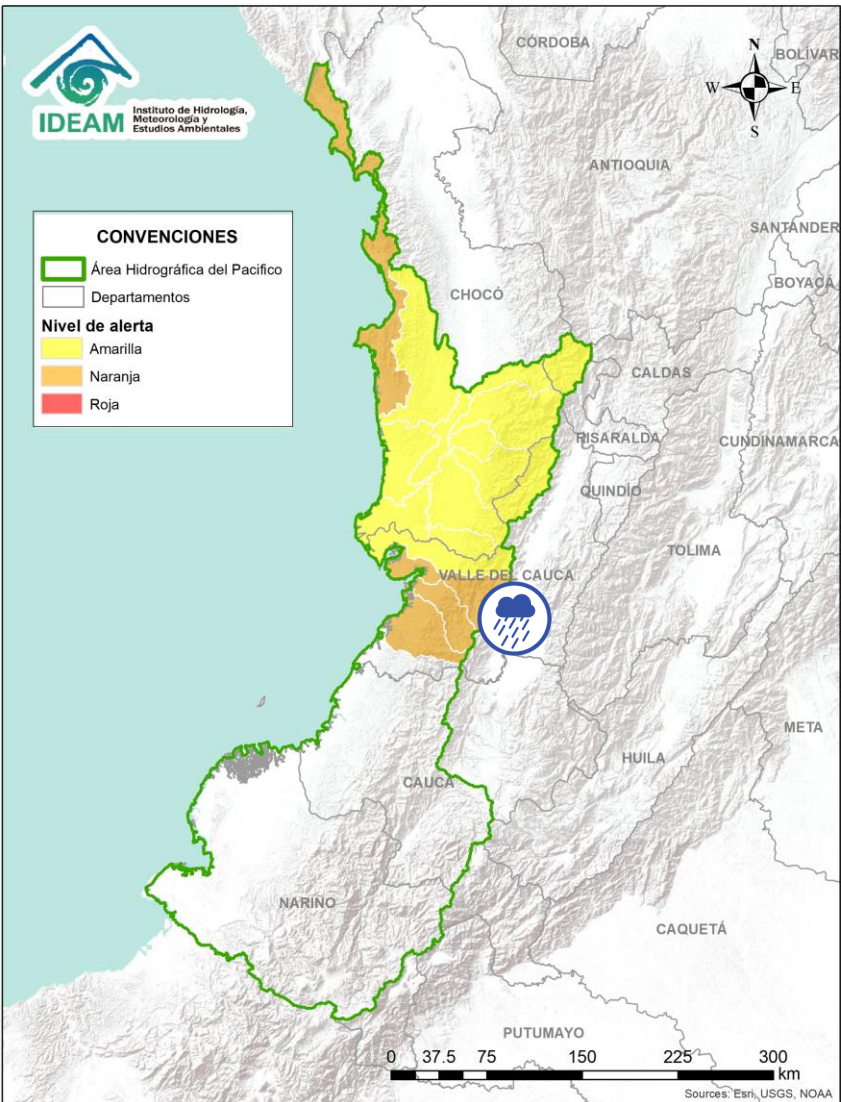 IDEAM
Instituto de Hidrología,
Meteorología y
Estudios Ambientales
N
W
E
S
CÓRDOBA
BOLÍVAR
ANTIOQUIA
SANTANDER
BOYACÁ
CHOCÓ
CALDAS
RISARALDA
CUNDINAMARCA
QUINDÍO
TOLIMA
VALLE DEL CAUCA
META
HUILA
CAUCA
NARIÑO
CAQUETÁ
PUTUMAYO
CONVENCIONES
Área Hidrográfica del Pacifico
Departamentos
Nivel de alerta
Amarilla
Naranja
Roja
0 37.5 75 150 225 300
km
Sources: Esri, USGS, NOAA